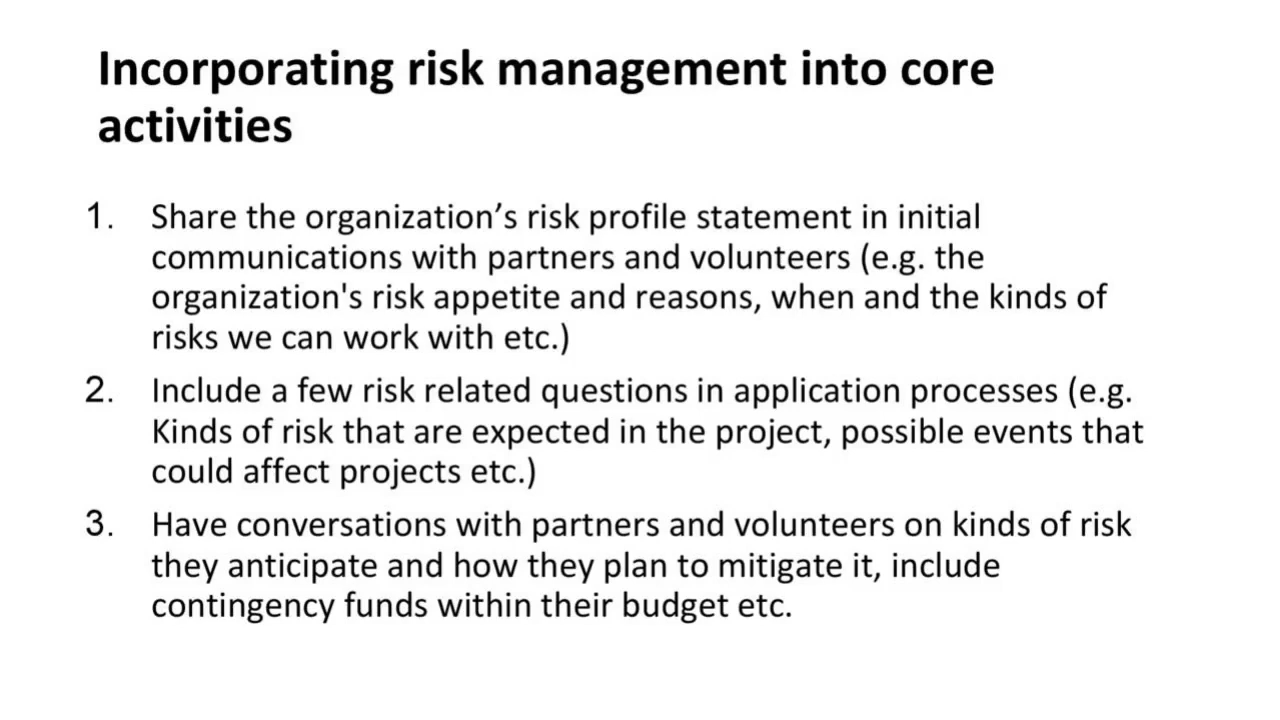 Incorporating risk management into core
activities
1. Share the organization’s risk profile statement in initial
communications with partners and volunteers (e.g. the
organization's risk appetite and reasons, when and the kinds of
risks we can work with etc.)
2. Include a few risk related questions in application processes (e.g.
Kinds of risk that are expected in the project, possible events that
could affect projects etc.)
3. Have conversations with partners and volunteers on kinds of risk
they anticipate and how they plan to mitigate it, include
contingency funds within their budget etc.